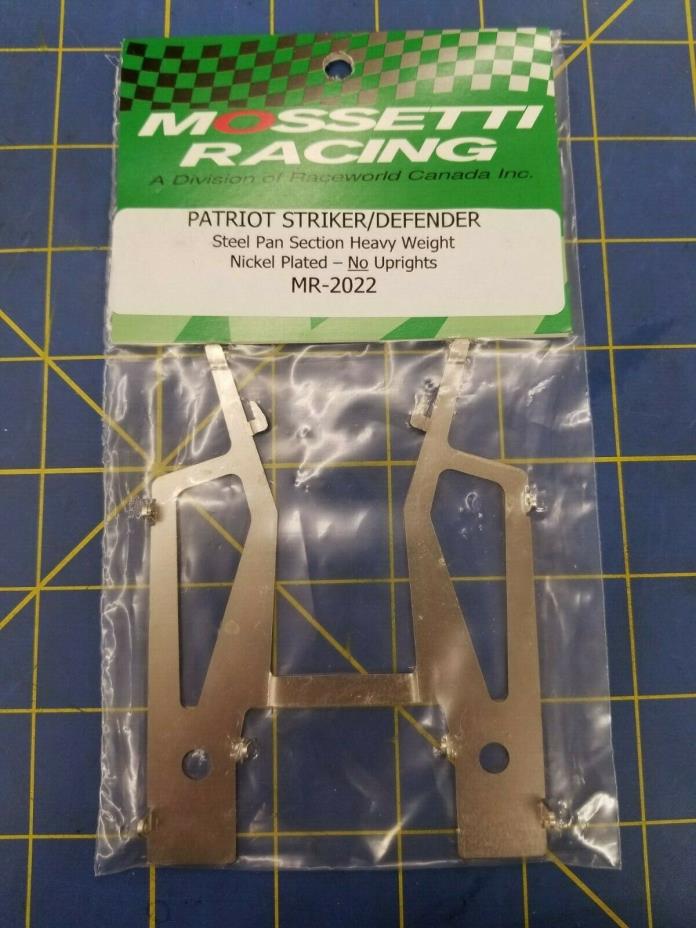 MOSSETTI
RACING
A Division of Raceworld Canada Inc.
PATRIOT STRIKER/DEFENDER
Steel Pan Section Heavy Weight
Nickel Plated – No Uprights
MR-2022